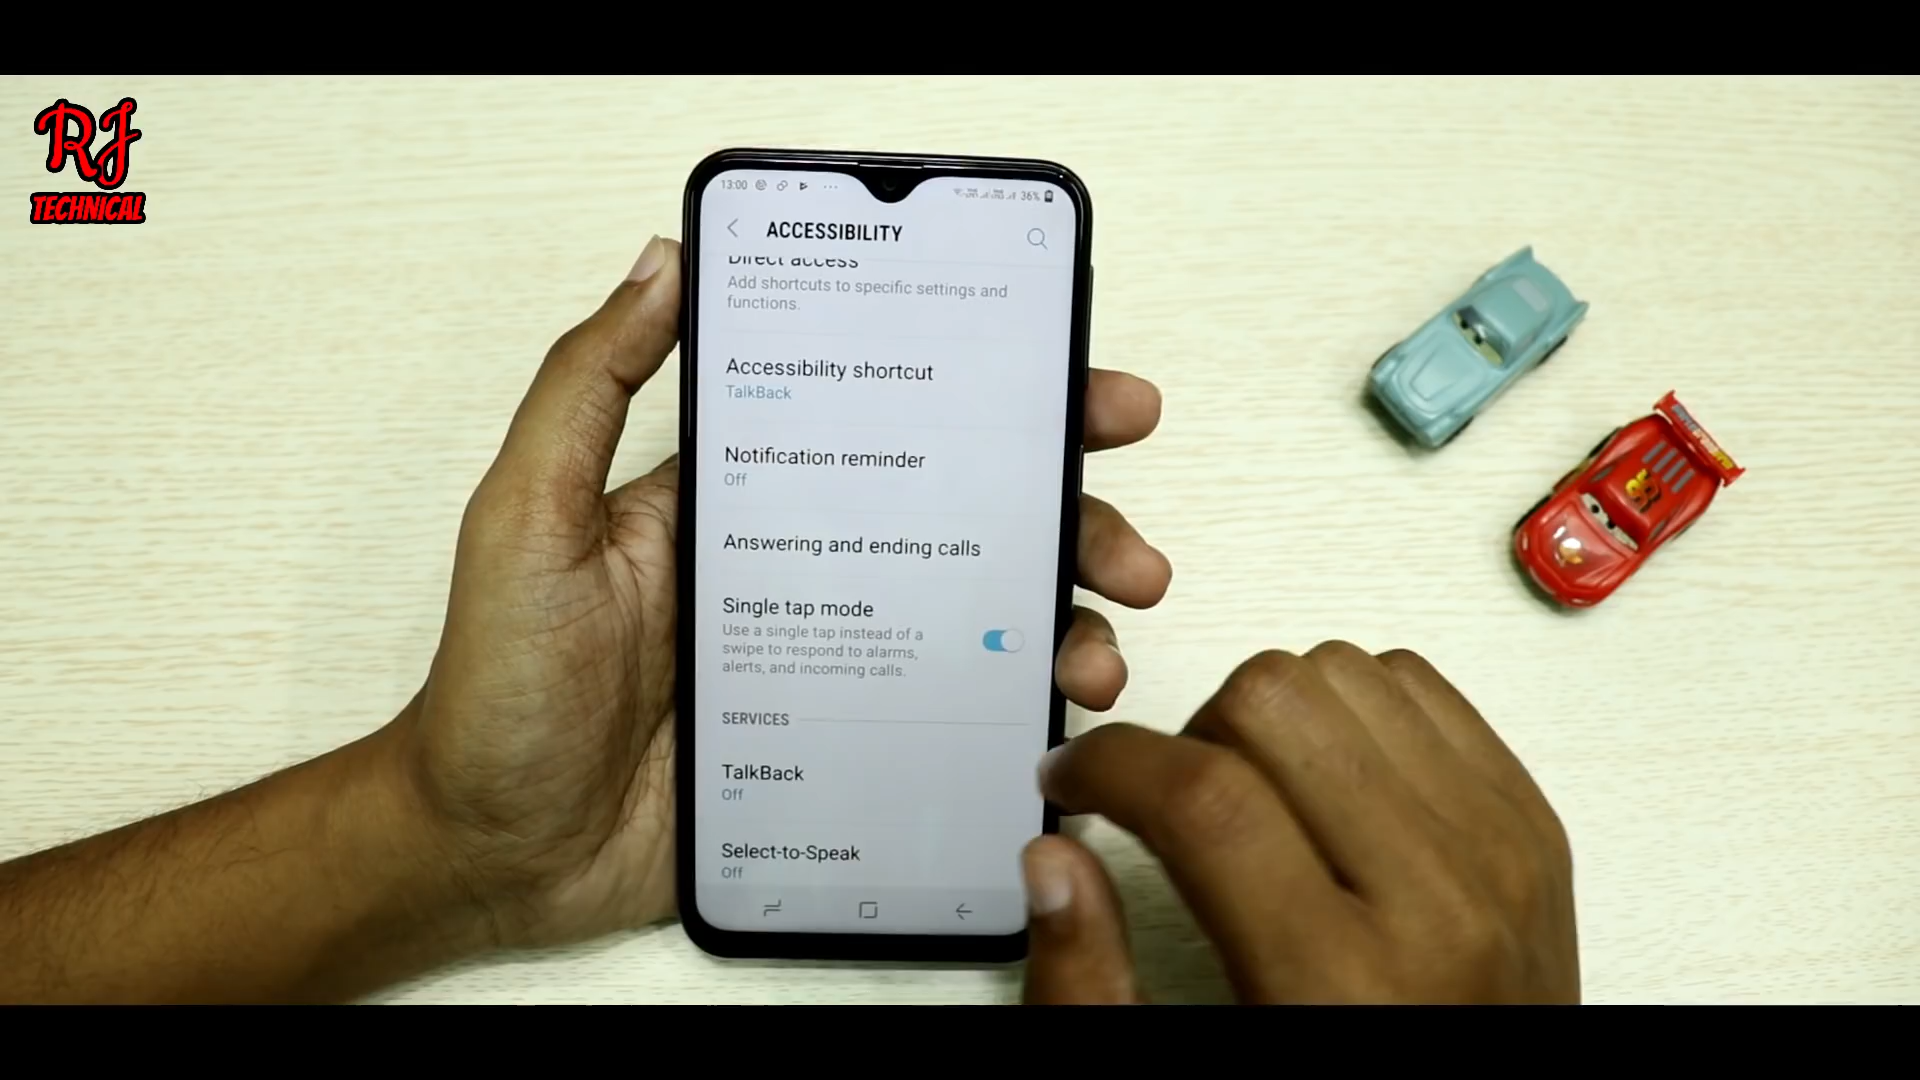 RJ
TECHNICAL
13:00
36%
ACCESSIBILITY
Direct access
Add shortcuts to specific settings and
functions.
Accessibility shortcut
TalkBack
Notification reminder
Off
Answering and ending calls
Single tap mode
Use a single tap instead of a
swipe to respond to alarms,
alerts, and incoming calls.
SERVICES
TalkBack
Off
Select-to-Speak
Off